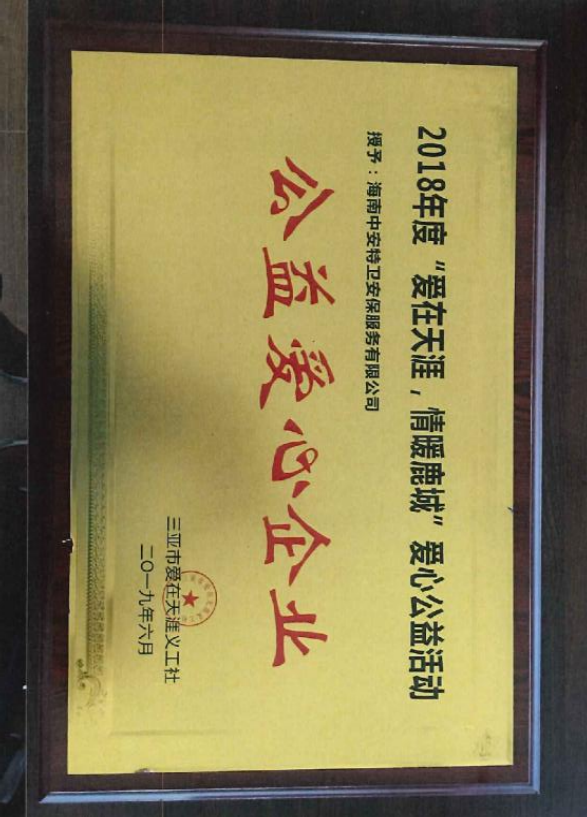 2018年度“爱在天涯，情暖鹿城”爱心公益活动
授予：海南中安特卫安保服务有限公司
公益爱心企业
三亚市爱在天涯义工社
二〇一九年六月